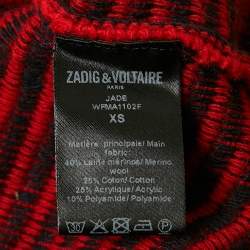 ZADIG & VOLTAIRE
PARIS
JADE
WPMA1102F
XS
Matière principale/ Main
fabric:
40% Laine mérinos/ Merino
wool
25% Coton/ Cotton
25% Acrylique/ Acrylic
10% Polyamide/ Polyamide